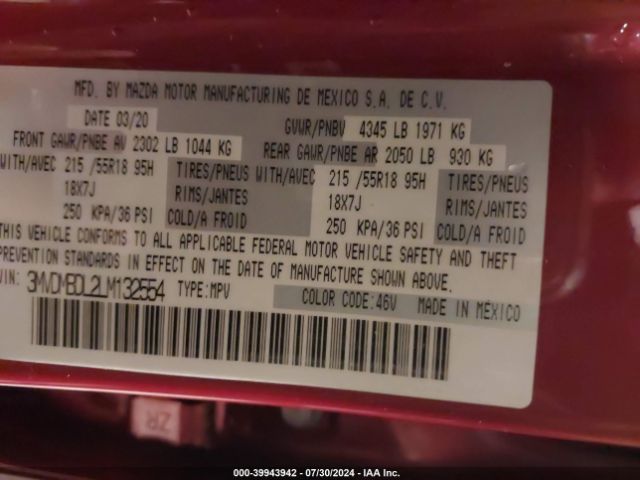 MFD. BY MAZDA MOTOR MANUFACTURING DE MEXICO S.A. DE C.V.
DATE 03/20 GVWR/PNBV 4345 LB 1971 KG
FRONT GAWR/PNBE AV 2302 LB 1044 KG REAR GAWR/PNBE AR 2050 LB 930 KG
WITH/AVEC 215 /55R18 95H TIRES/PNEUS WITH/AVEC 215 /55R18 95H TIRES/PNEUS
18X7J RIMS/JANTES 18X7J RIMS/JANTES
250 KPA/36 PSI COLD/A FROID 250 KPA/36 PSI COLD/A FROID
THIS VEHICLE CONFORMS TO ALL APPLICABLE FEDERAL MOTOR VEHICLE SAFETY AND THEFT
PREVENTION STANDARDS IN EFFECT ON THE DATE OF MANUFACTURE SHOWN ABOVE.
VIN: 3MVDMBDL2LM132554 TYPE:MPV COLOR CODE:46V MADE IN MEXICO
ZR
000-39943942 - 07/30/2024 - IAA Inc.